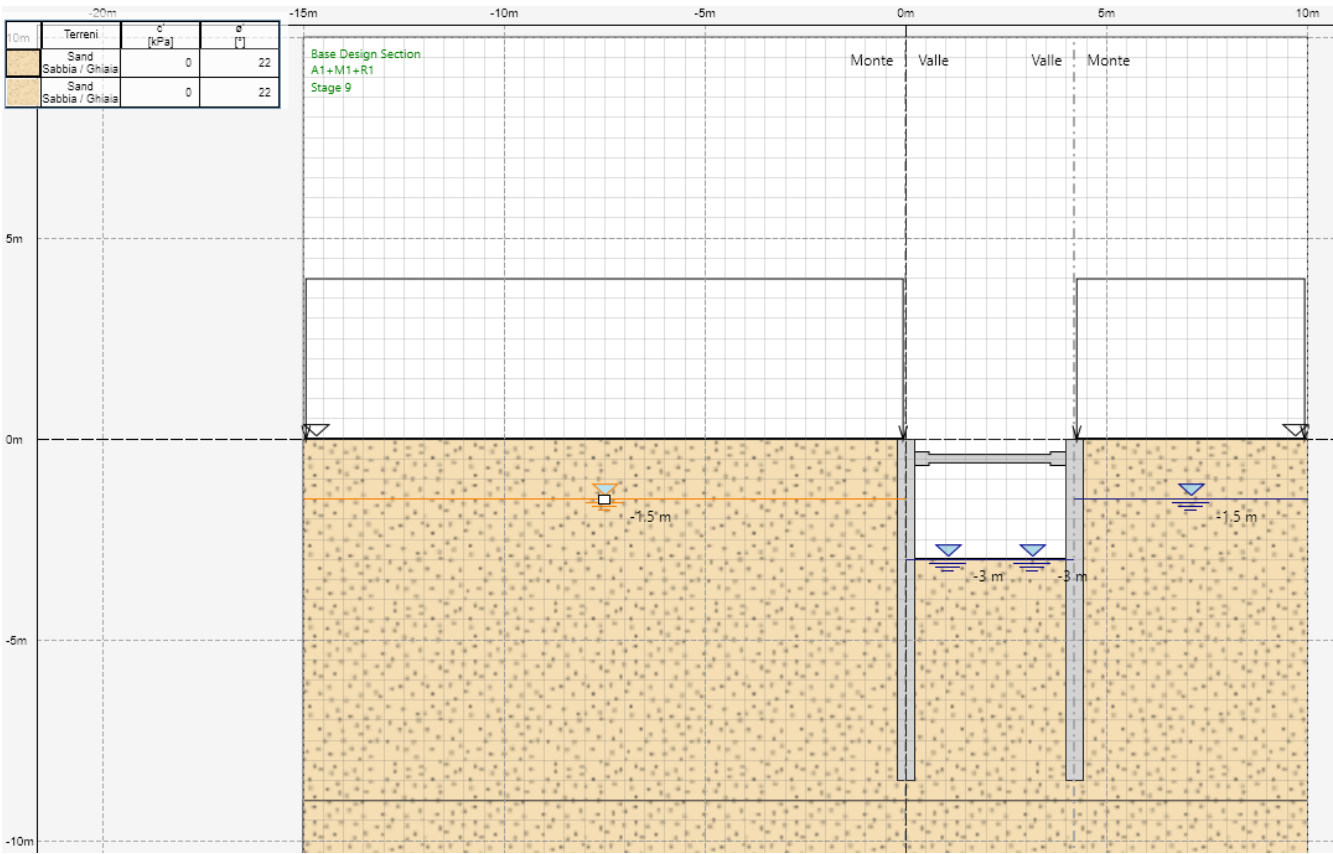 -20m -15m -10m -5m 0m 5m 10m
10m
Terreni c' [kPa] ø' [°]
Sand
Sabbia / Ghiaia 0 22
Sand
Sabbia / Ghiaia 0 22
Base Design Section
A1+M1+R1
Stage 9
Monte Valle Valle Monte
5m
0m
-1.5 m -1.5 m
-3 m -3 m
-5m
-10m